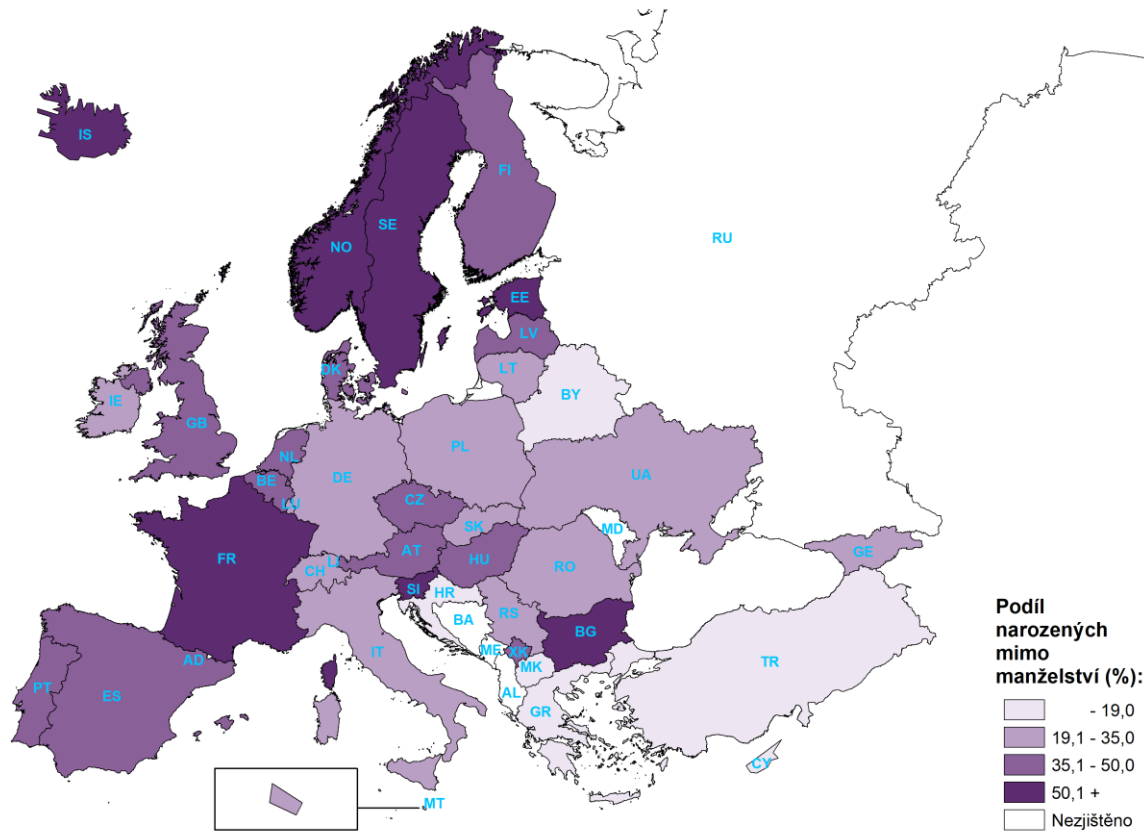 IS
FI
SE
NO
RU
EE
LV
DK
LT
BY
IE
GB
NL
PL
BE
DE
UA
LU
CZ
SK
MD
AT
HU
FR
LI
CH
RO
GE
SI
HR
RS
BA
BG
IT
ME
XK
AD
MK
TR
PT
ES
AL
GR
CY
MT
Podíl
narozených
mimo
manželství (%):
- 19,0
19,1 - 35,0
35,1 - 50,0
50,1 +
Nezjištěno